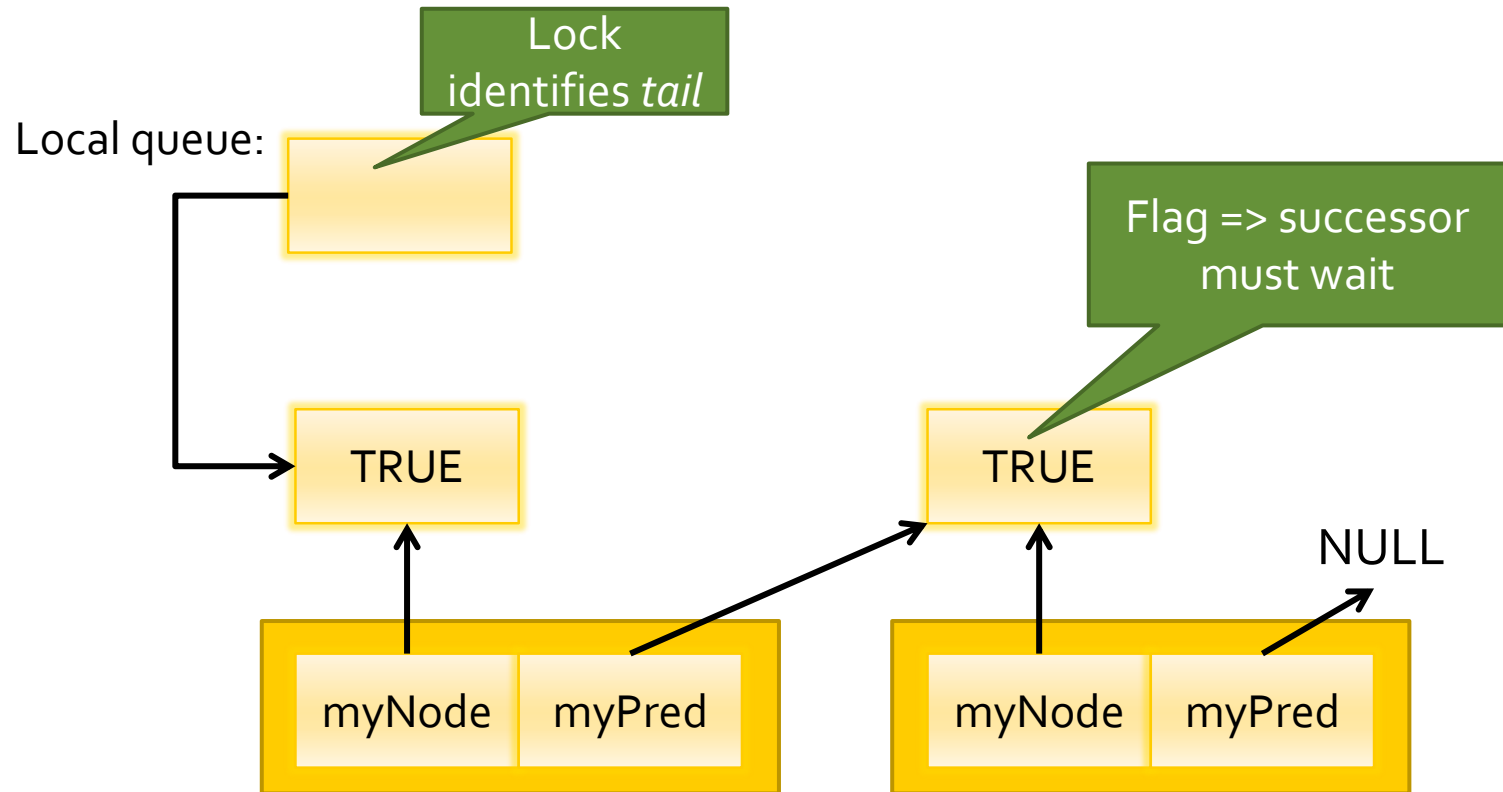 Lock
identifies tail
Local queue:
Flag => successor
must wait
TRUE
TRUE
NULL
myNode
myPred
myNode
myPred